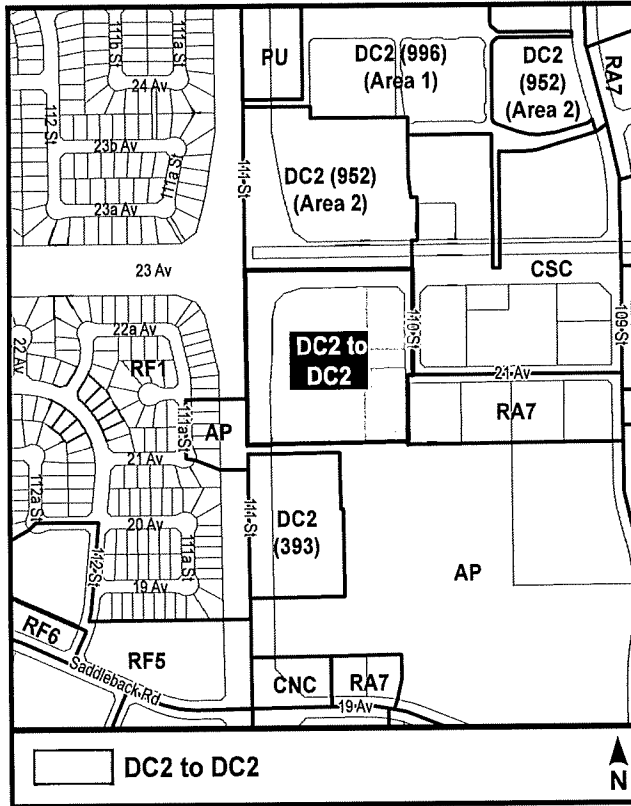 111b St
111a St
PU
DC2 (996)
(Area 1)
DC2
(952)
(Area 2)
RA7
24 Av
112 St
23b Av
111a St
23a Av
111 St
DC2 (952)
(Area 2)
23 Av
CSC
22a Av
22 Av
RF1
DC2 to
DC2
110 St
109 St
21 Av
111a St
AP
RA7
21 Av
112a St
111 St
DC2
(393)
20 Av
111a St
AP
112 St
19 Av
RF6
RF5
Saddleback Rd
CNC
RA7
19 Av
DC2 to DC2
N